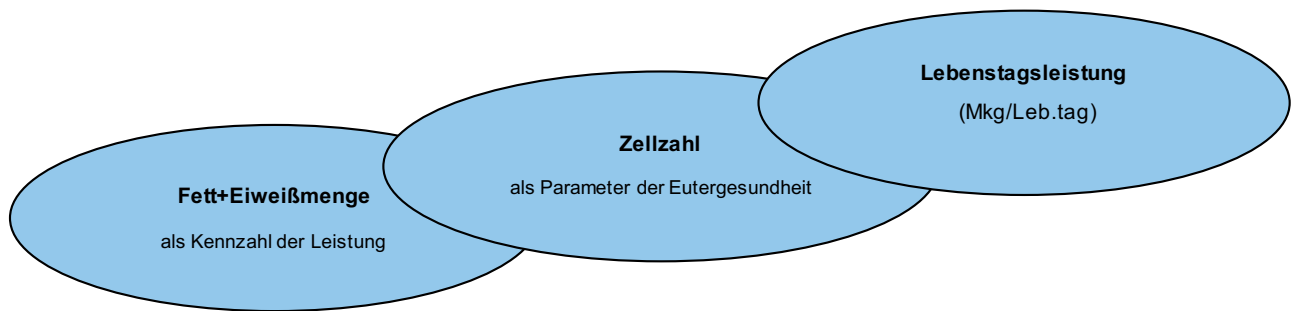 Lebenstagsleistung
(Mkg/Leb.tag)
Zellzahl
als Parameter der Eutergesundheit
Fett+Eiweißmenge
als Kennzahl der Leistung